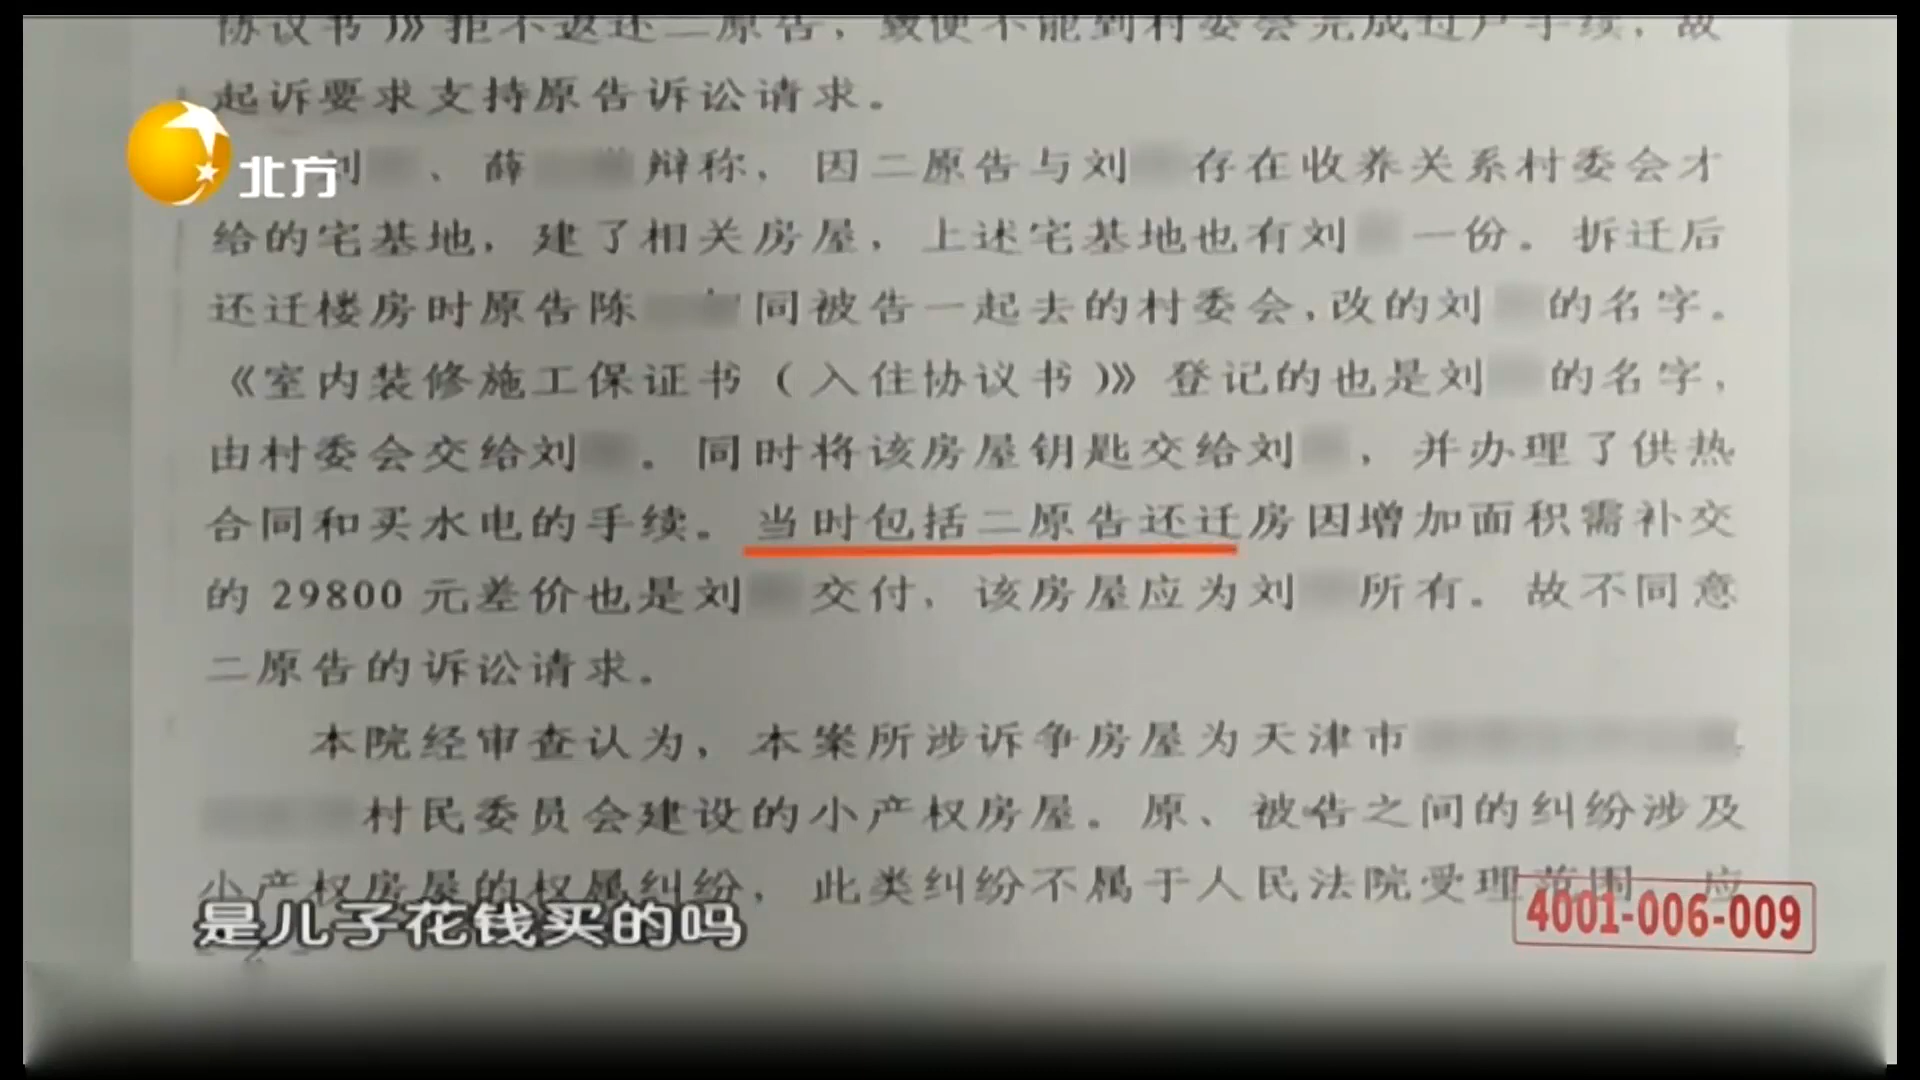 协议书)》拒不返还二原告，致使不能到村委会完成过户手续，故
起诉要求支持原告诉讼请求。
北方
刘、薛辩称，因二原告与刘存在收养关系村委会才
给的宅基地，建了相关房屋，上述宅基地也有刘一份。拆迁后
还迁楼房时原告陈同被告一起去的村委会,改的刘的名字。
《室内装修施工保证书（入住协议书)》登记的也是刘的名字，
由村委会交给刘。同时将该房屋钥匙交给刘，并办理了供热
合同和买水电的手续。当时包括二原告还迁房因增加面积需补交
的29800元差价也是刘交付，该房屋应为刘所有。故不同意
二原告的诉讼请求。
本院经审查认为，本案所涉诉争房屋为天津市
村民委员会建设的小产权房屋。原、被告之间的纠纷涉及
小产权房屋的权属纠纷，此类纠纷不属于人民法院受理范围，应
是儿子花钱买的吗
4001-006-009